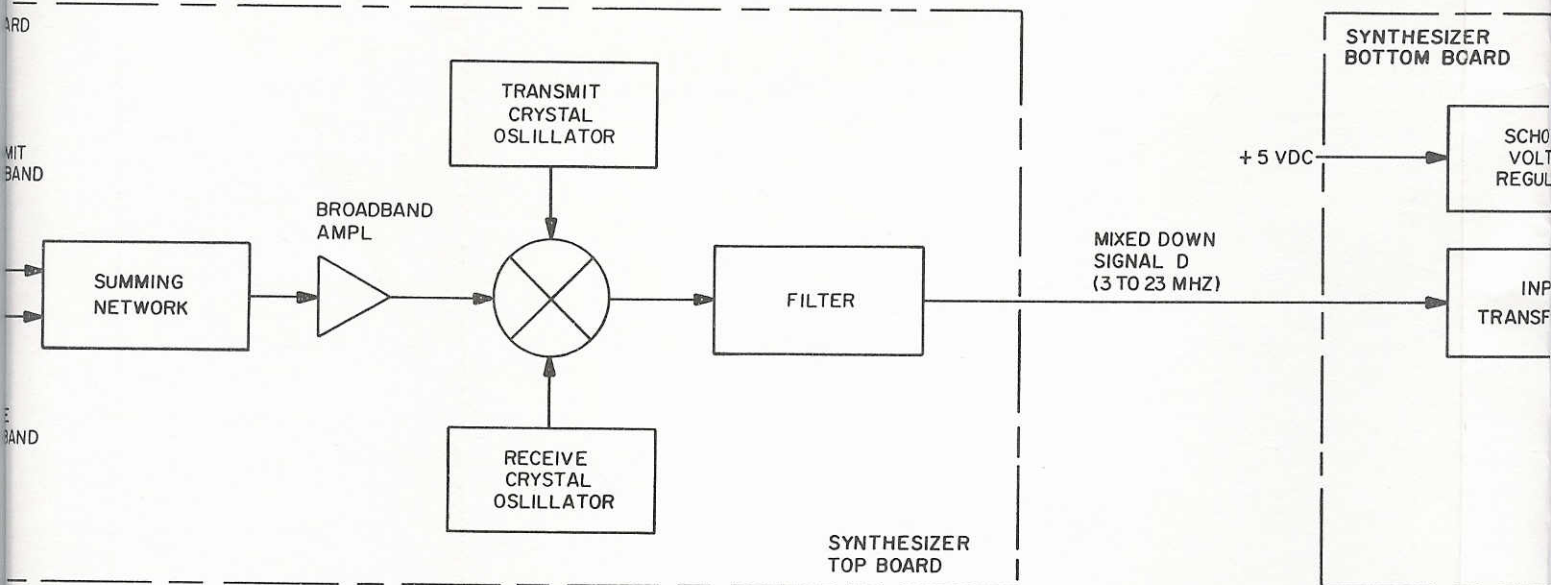 TRANSMIT
CRYSTAL
OSLILLATOR
BROADBAND
AMPL
SUMMING
NETWORK
FILTER
RECEIVE
CRYSTAL
OSLILLATOR
SYNTHESIZER
TOP BOARD
MIXED DOWN
SIGNAL D
(3 TO 23 MHZ)
SYNTHESIZER
BOTTOM BOARD
+ 5 VDC